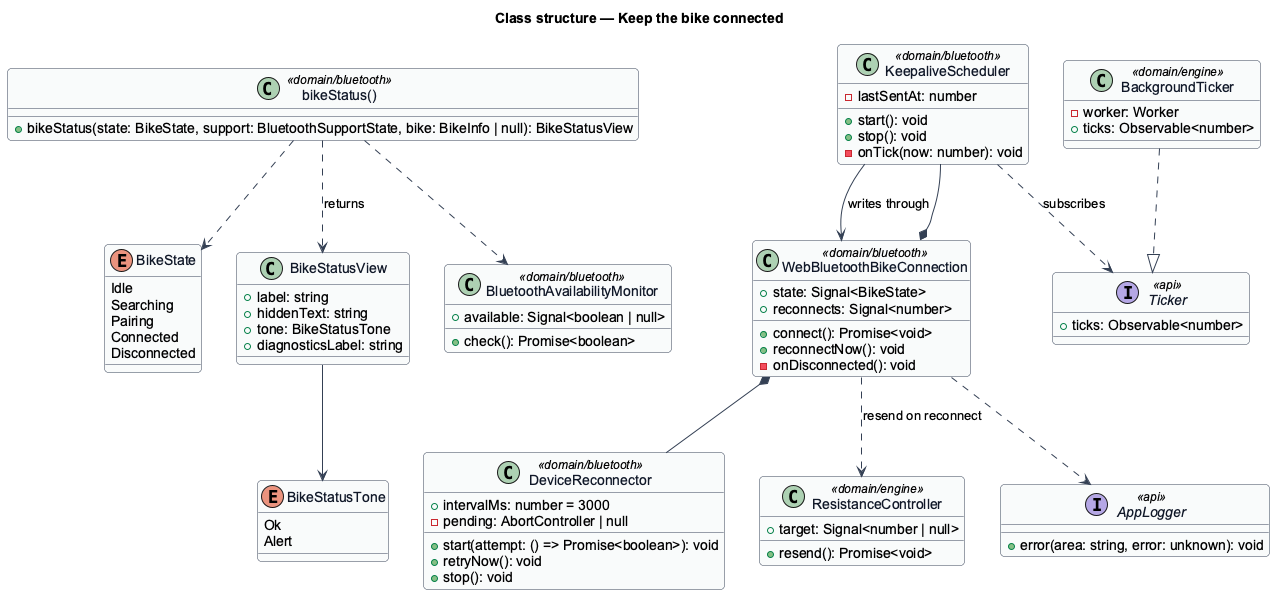 Class structure — Keep the bike connected
«domain/bluetooth»
bikeStatus()
bikeStatus(state: BikeState, support: BluetoothSupportState, bike: BikeInfo | null): BikeStatusView
«domain/bluetooth»
KeepaliveScheduler
lastSentAt: number
start(): void
stop(): void
onTick(now: number): void
«domain/engine»
BackgroundTicker
worker: Worker
ticks: Observable<number>
returns
writes through
subscribes
BikeState
Idle
Searching
Pairing
Connected
Disconnected
BikeStatusView
label: string
hiddenText: string
tone: BikeStatusTone
diagnosticsLabel: string
«domain/bluetooth»
BluetoothAvailabilityMonitor
available: Signal<boolean | null>
check(): Promise<boolean>
«domain/bluetooth»
WebBluetoothBikeConnection
state: Signal<BikeState>
reconnects: Signal<number>
connect(): Promise<void>
reconnectNow(): void
onDisconnected(): void
«api»
Ticker
ticks: Observable<number>
resend on reconnect
BikeStatusTone
Ok
Alert
«domain/bluetooth»
DeviceReconnector
intervalMs: number = 3000
pending: AbortController | null
start(attempt: () => Promise<boolean>): void
retryNow(): void
stop(): void
«domain/engine»
ResistanceController
target: Signal<number | null>
resend(): Promise<void>
«api»
AppLogger
error(area: string, error: unknown): void